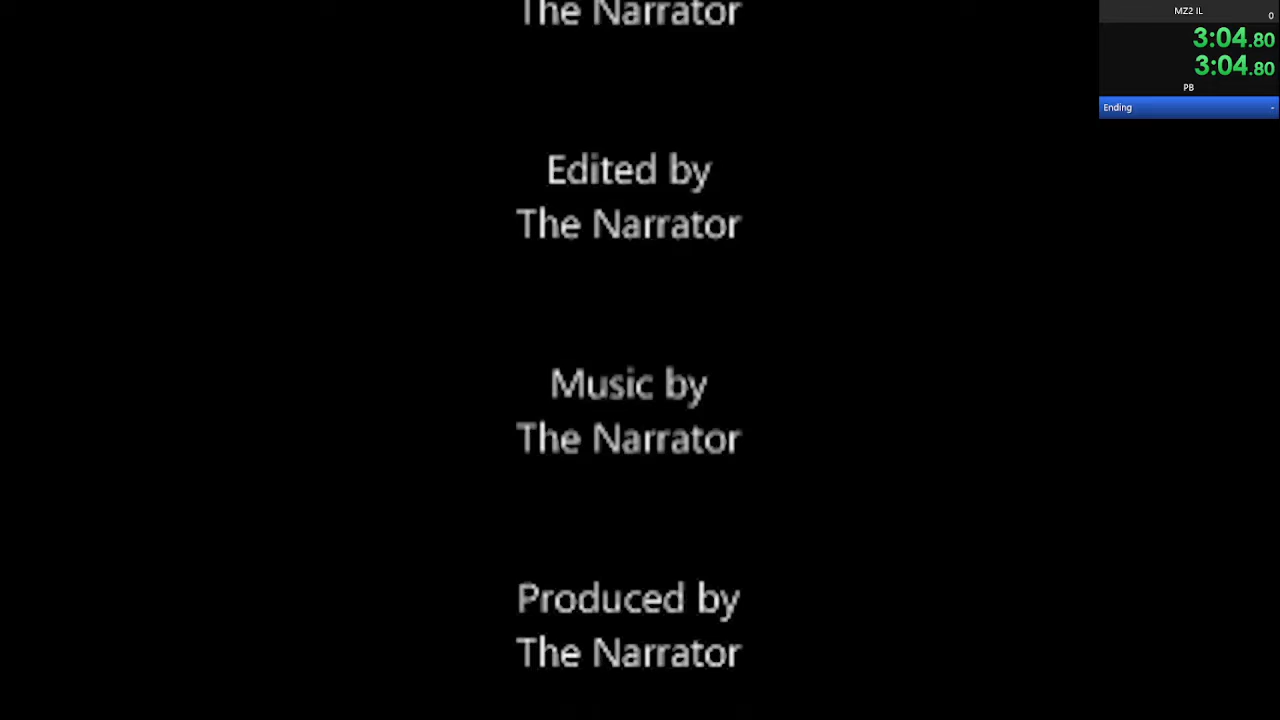 The Narrator
Edited by
The Narrator
Music by
The Narrator
Produced by
The Narrator
MZ2 IL
0
3:04.80
3:04.80
PB
Ending -